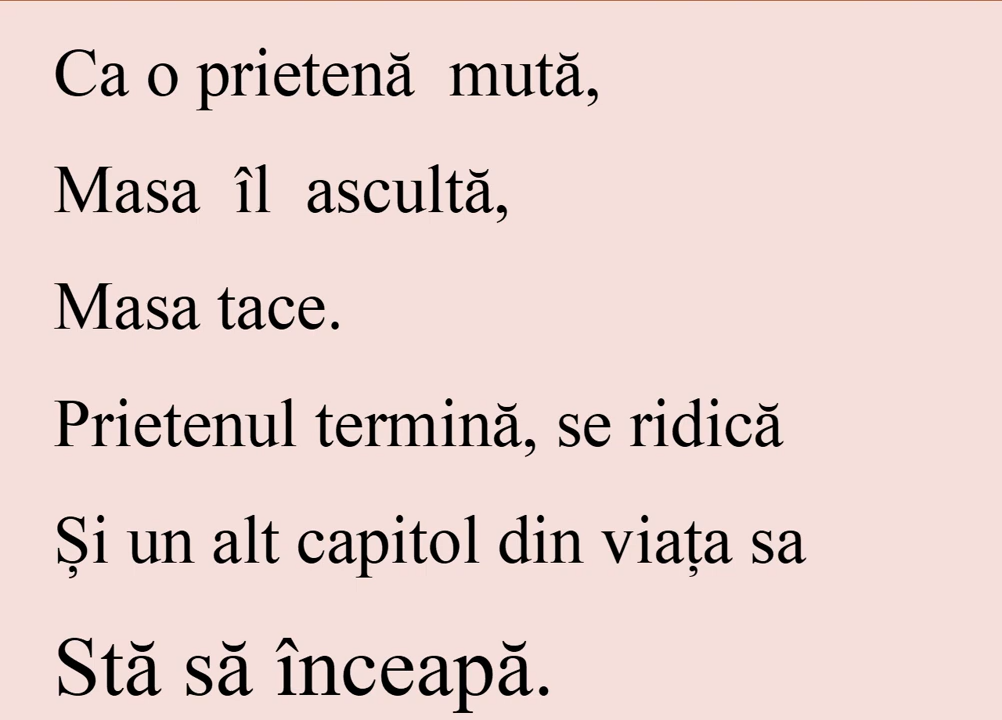 Ca o prietenă mută,
Masa îl ascultă,
Masa tace.
Prietenul termină, se ridică
Și un alt capitol din viața sa
Stă să înceapă.